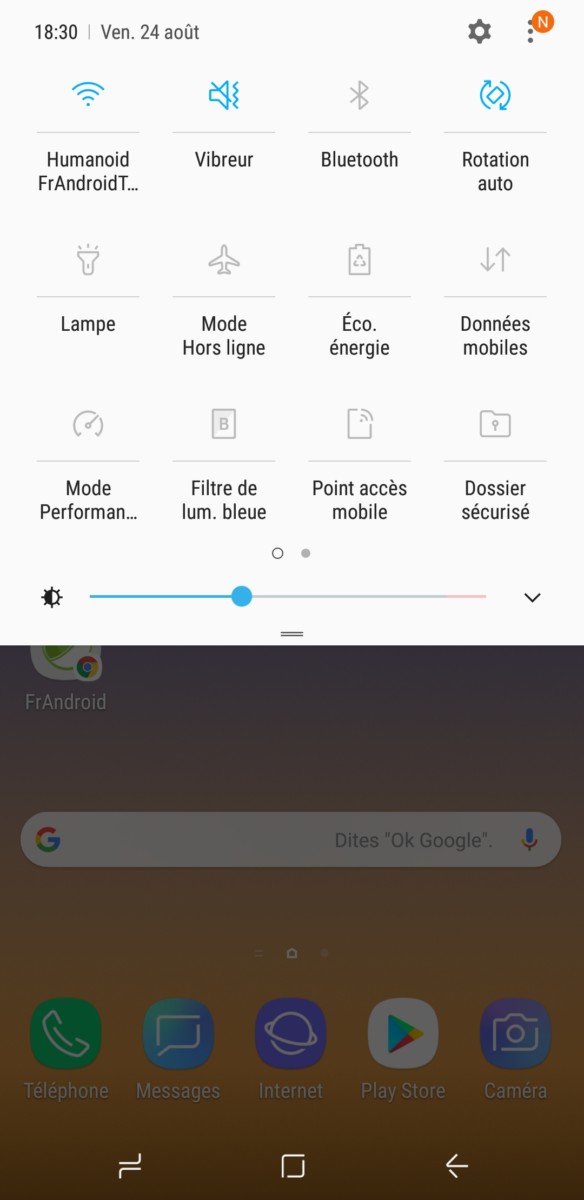 18:30 | Ven. 24 août
N
Humanoid
FrAndroidT...
Vibreur
Bluetooth
Rotation
auto
Lampe
Mode
Hors ligne
Éco.
énergie
Données
mobiles
Mode
Performan...
B
Filtre de
lum. bleue
Point accès
mobile
Dossier
sécurisé
FrAndroid
G
Dites "Ok Google".
Téléphone
Messages
Internet
Play Store
Caméra